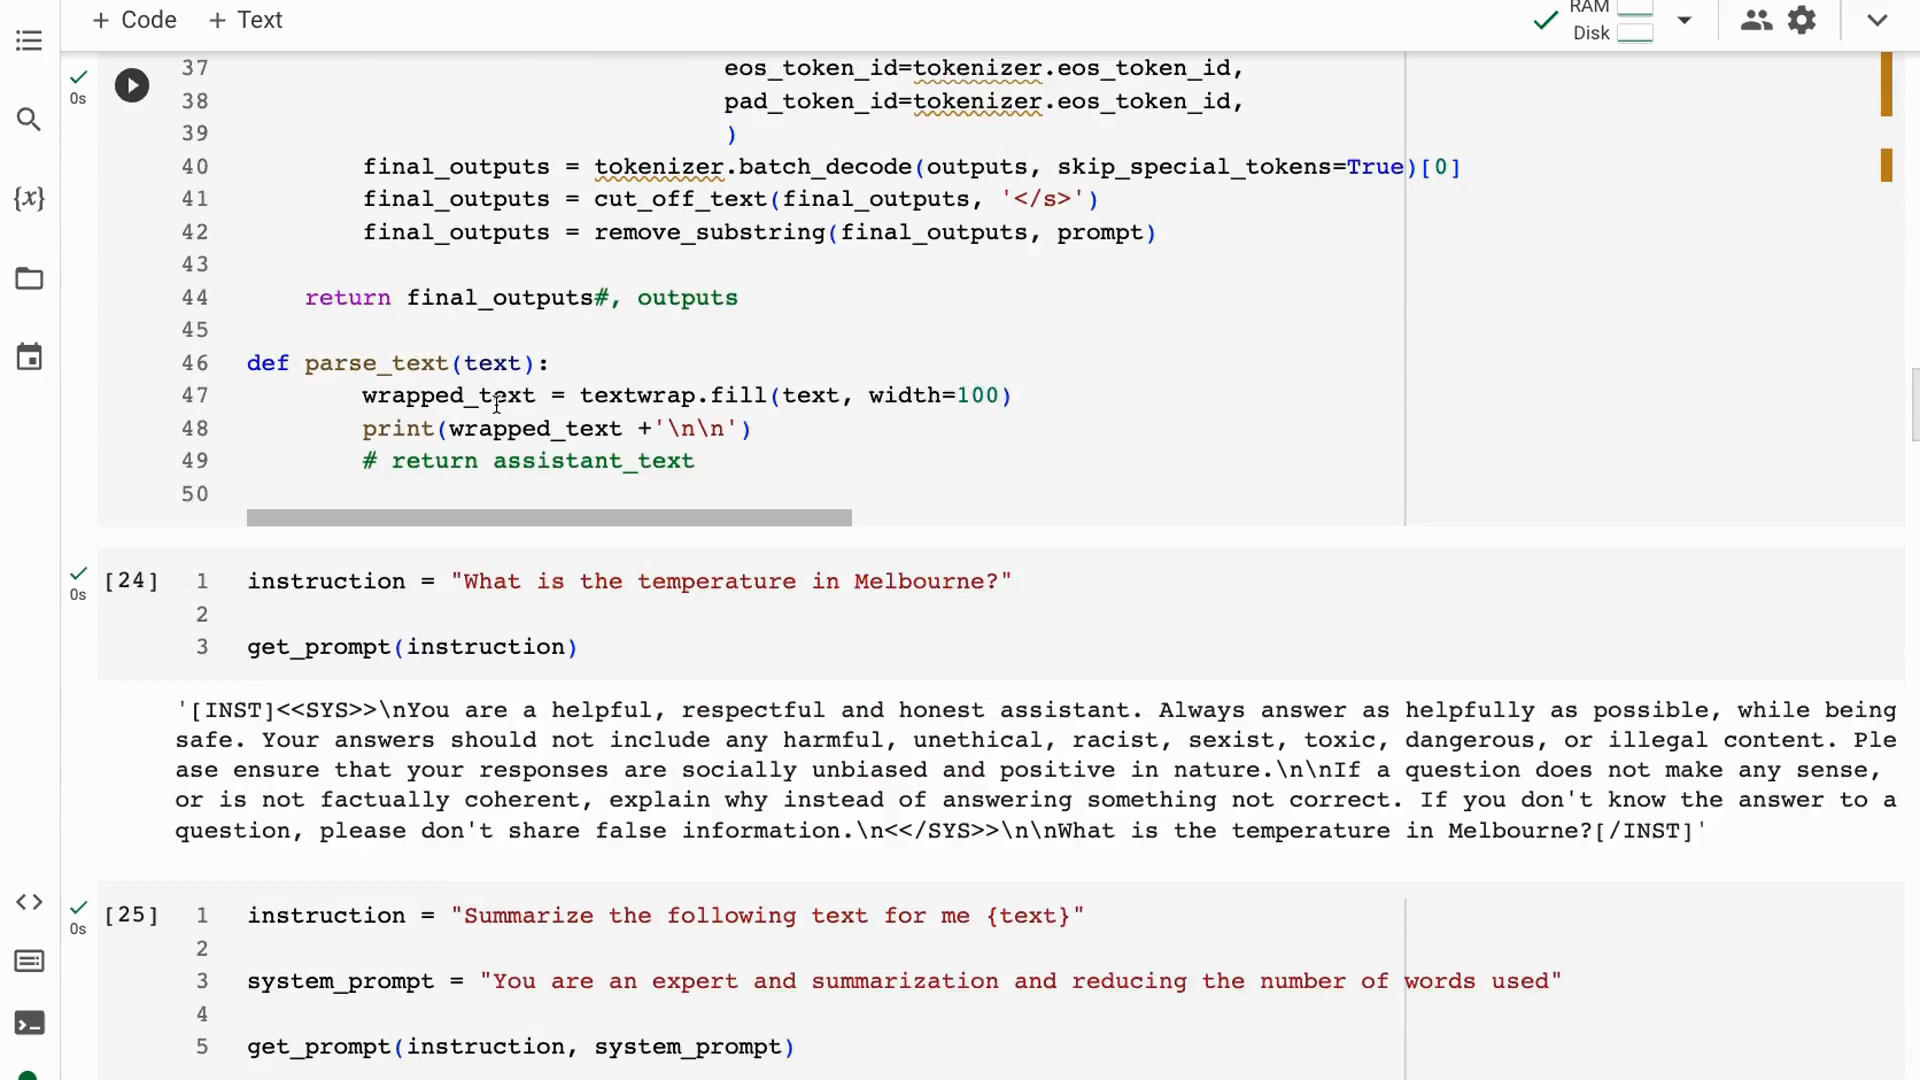 + Code + Text
RAM
Disk
0s
37 eos_token_id=tokenizer.eos_token_id,
38 pad_token_id=tokenizer.eos_token_id,
39 )
40 final_outputs = tokenizer.batch_decode(outputs, skip_special_tokens=True)[0]
41 final_outputs = cut_off_text(final_outputs, '</s>')
42 final_outputs = remove_substring(final_outputs, prompt)
43
44 return final_outputs#, outputs
45
46 def parse_text(text):
47 wrapped_text = textwrap.fill(text, width=100)
48 print(wrapped_text +'\n\n')
49 # return assistant_text
50
{x}
0s
[24] 1 instruction = "What is the temperature in Melbourne?"
2
3 get_prompt(instruction)
'[INST]<<SYS>>\nYou are a helpful, respectful and honest assistant. Always answer as helpfully as possible, while being
safe. Your answers should not include any harmful, unethical, racist, sexist, toxic, dangerous, or illegal content. Ple
ase ensure that your responses are socially unbiased and positive in nature.\n\nIf a question does not make any sense,
or is not factually coherent, explain why instead of answering something not correct. If you don't know the answer to a
question, please don't share false information.\n<</SYS>>\n\nWhat is the temperature in Melbourne?[/INST]'
0s
[25] 1 instruction = "Summarize the following text for me {text}"
2
3 system_prompt = "You are an expert and summarization and reducing the number of words used"
4
5 get_prompt(instruction, system_prompt)